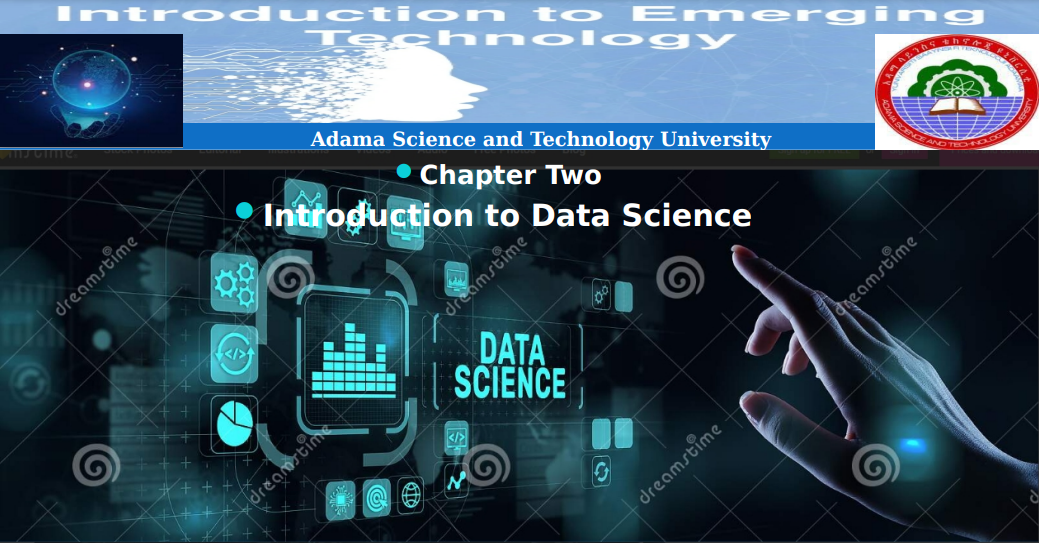 Introduction to Emerging
Technology
Adama Science and Technology University
Chapter Two
Introduction to Data Science
DATA
SCIENCE
dreamstime
dreamstime
dreamstime
dreamstime
dreamstime
dreamstime